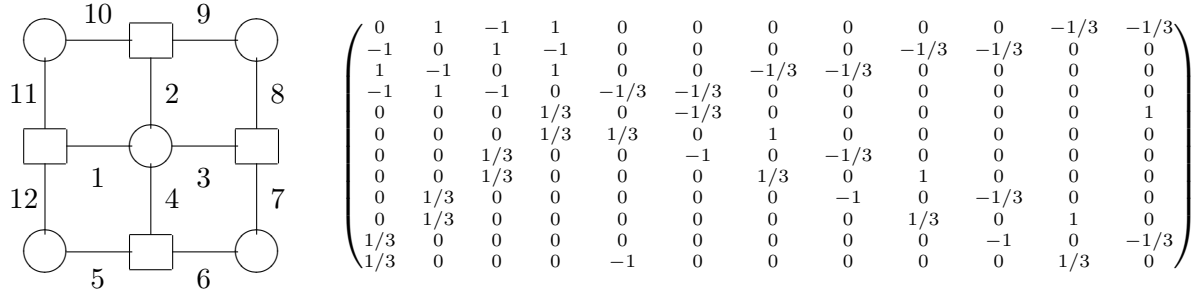 10 9
11 2 8
1 3
12 4 7
5 6
0 1 −1 1 0 0 0 0 0 0 −1/3 −1/3
−1 0 1 −1 0 0 0 0 −1/3 −1/3 0 0
1 −1 0 1 0 0 −1/3 −1/3 0 0 0 0
−1 1 −1 0 −1/3 −1/3 0 0 0 0 0 0
0 0 0 1/3 0 −1/3 0 0 0 0 0 1
0 0 0 1/3 1/3 0 1 0 0 0 0 0
0 0 1/3 0 0 −1 0 −1/3 0 0 0 0
0 0 1/3 0 0 0 1/3 0 1 0 0 0
0 1/3 0 0 0 0 0 −1 0 −1/3 0 0
0 1/3 0 0 0 0 0 0 1/3 0 1 0
1/3 0 0 0 0 0 0 0 0 −1 0 −1/3
1/3 0 0 0 −1 0 0 0 0 0 1/3 0